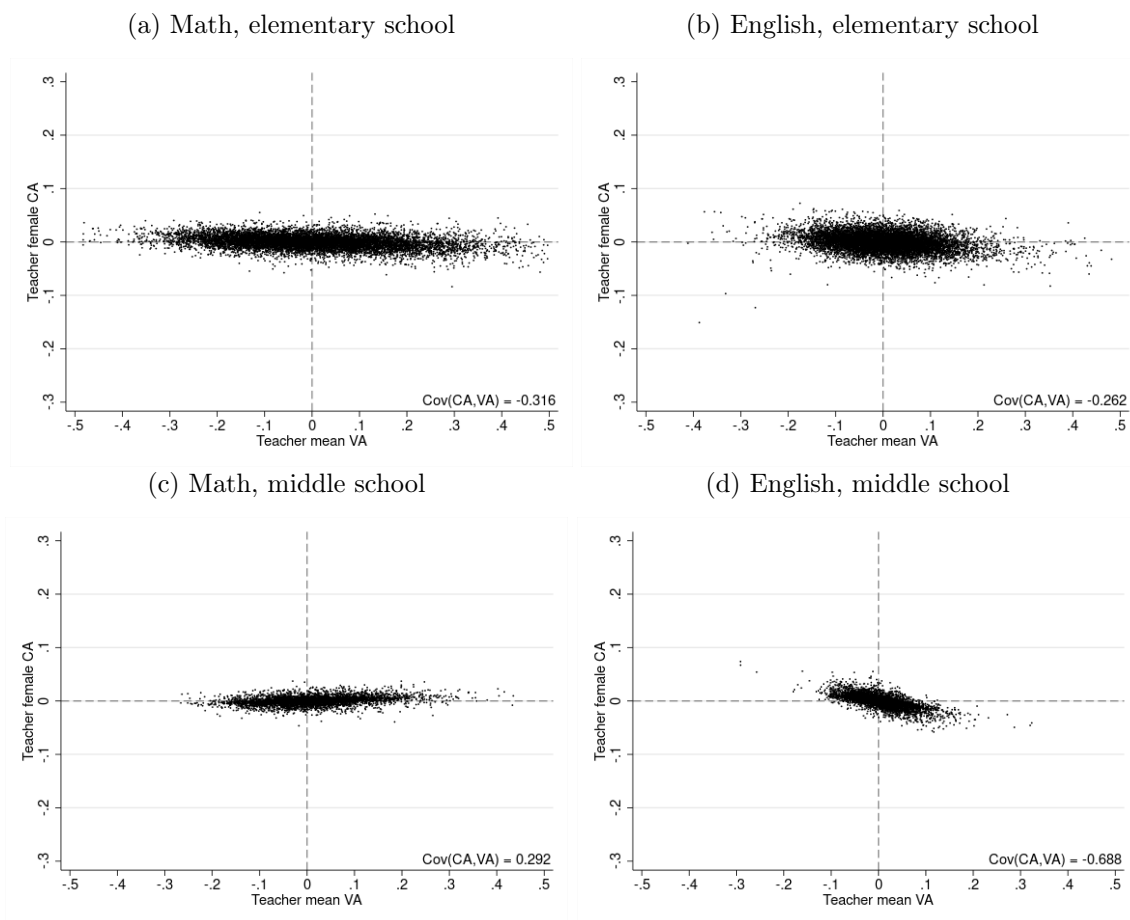 (a) Math, elementary school
(b) English, elementary school
Teacher female CA
.3
.2
.1
0
-.1
-.2
-.3
Cov(CA,VA) = -0.316
-.5 -.4 -.3 -.2 -.1 0 .1 .2 .3 .4 .5
Teacher mean VA
Teacher female CA
.3
.2
.1
0
-.1
-.2
-.3
Cov(CA,VA) = -0.262
-.5 -.4 -.3 -.2 -.1 0 .1 .2 .3 .4 .5
Teacher mean VA
(c) Math, middle school
(d) English, middle school
Teacher female CA
.3
.2
.1
0
-.1
-.2
-.3
Cov(CA,VA) = 0.292
-.5 -.4 -.3 -.2 -.1 0 .1 .2 .3 .4 .5
Teacher mean VA
Teacher female CA
.3
.2
.1
0
-.1
-.2
-.3
Cov(CA,VA) = -0.688
-.5 -.4 -.3 -.2 -.1 0 .1 .2 .3 .4 .5
Teacher mean VA